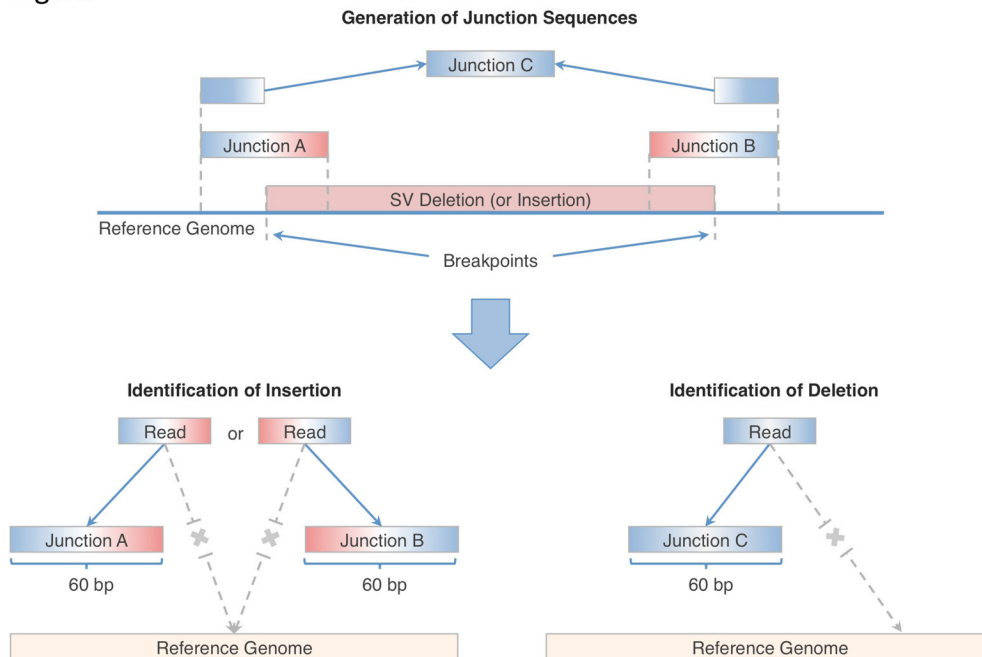 Generation of Junction Sequences
Junction C
Junction A
Junction B
SV Deletion (or Insertion)
Reference Genome
Breakpoints
Identification of Insertion
Identification of Deletion
Read or Read
Read
Junction A
Junction B
Junction C
60 bp
60 bp
60 bp
Reference Genome
Reference Genome